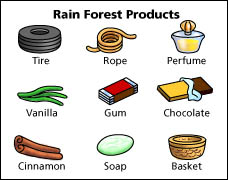 Rain Forest Products
Tire Rope Perfume
Vanilla Gum Chocolate
Cinnamon Soap Basket